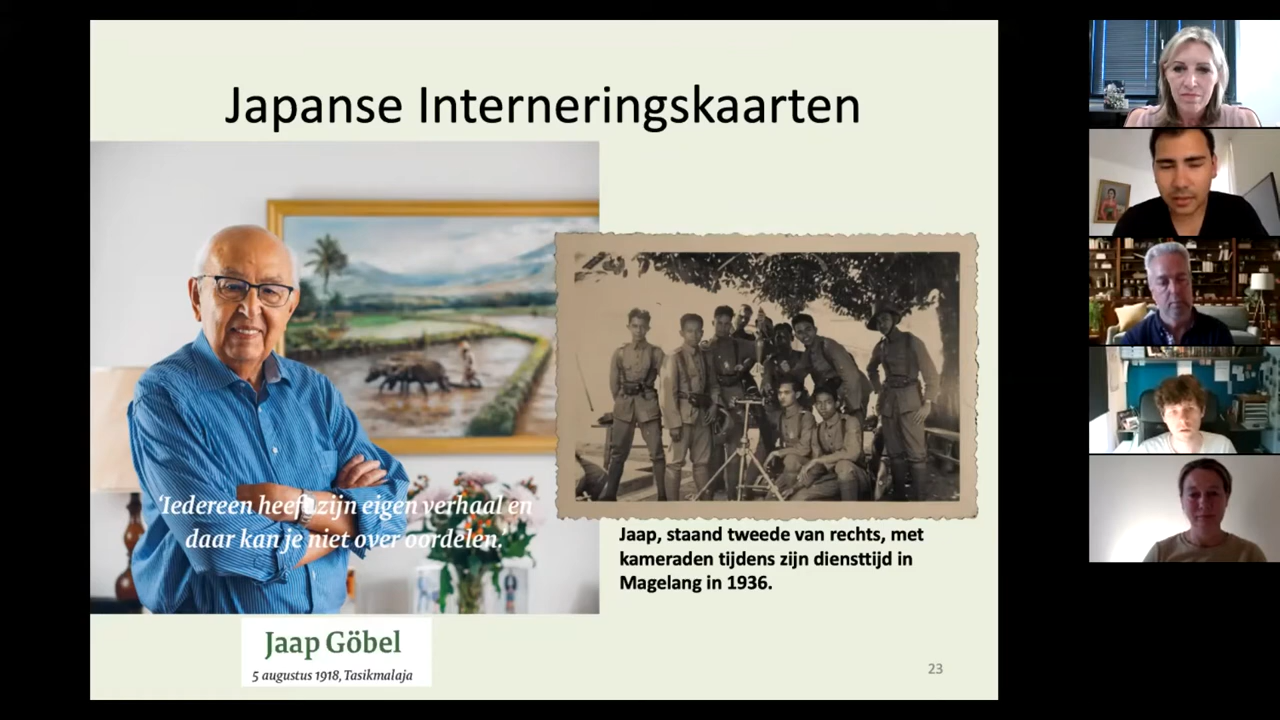 Japanse Interneringskaarten
‘Iedereen heeft zijn eigen verhaal en
daar kan je niet over oordelen.’
Jaap, staand tweede van rechts, met
kameraden tijdens zijn diensttijd in
Magelang in 1936.
Jaap Göbel
5 augustus 1918, Tasikmalaja
23